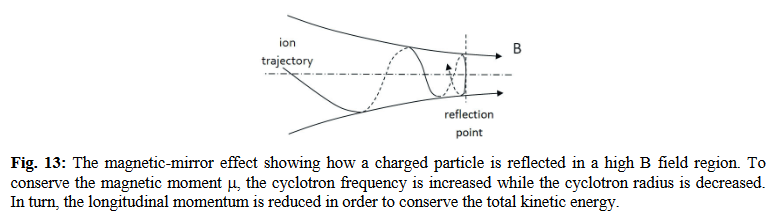 ion
trajectory
B
reflection
point
Fig. 13: The magnetic-mirror effect showing how a charged particle is reflected in a high B field region. To
conserve the magnetic moment μ, the cyclotron frequency is increased while the cyclotron radius is decreased.
In turn, the longitudinal momentum is reduced in order to conserve the total kinetic energy.